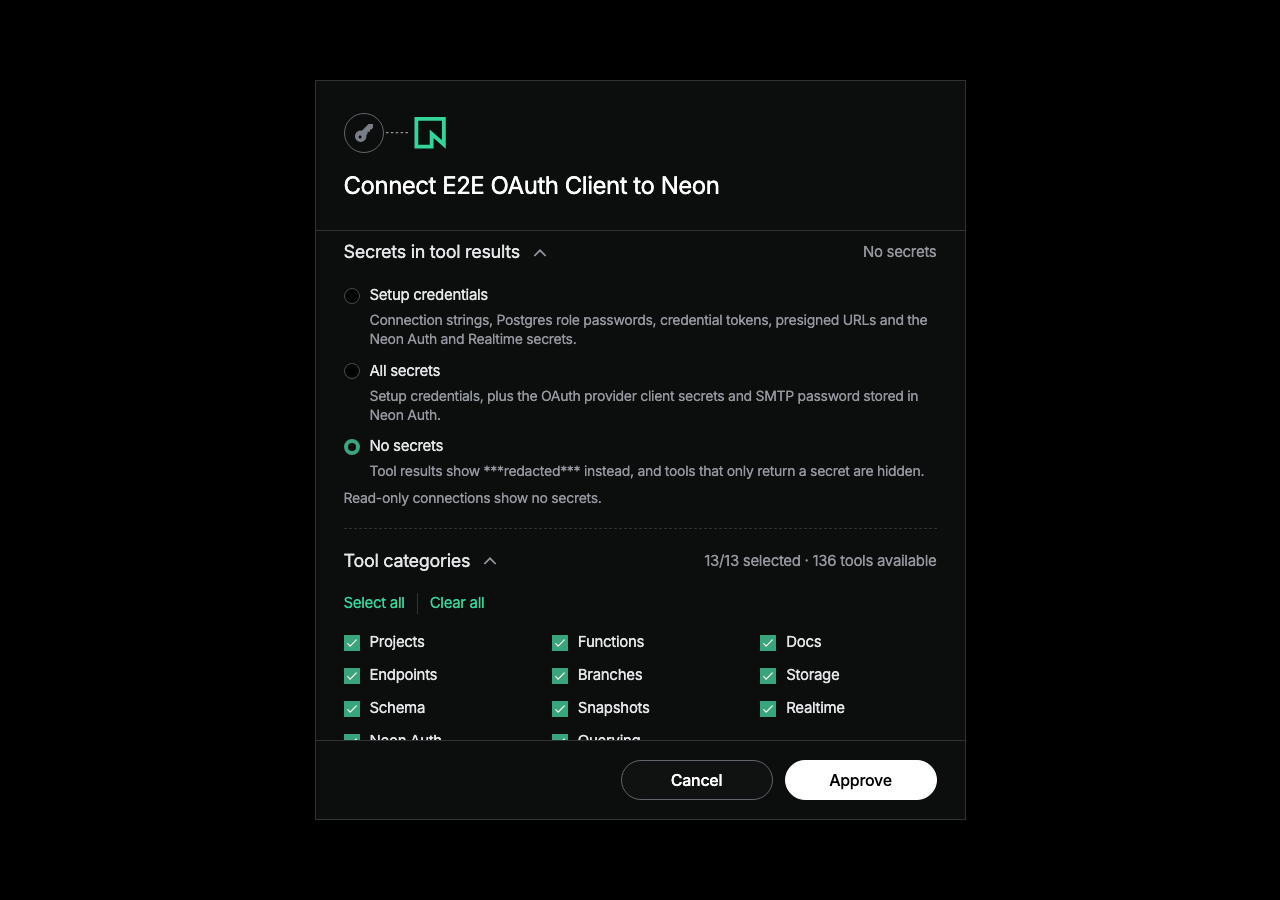 Connect E2E OAuth Client to Neon
Secrets in tool results
No secrets
Setup credentials
Connection strings, Postgres role passwords, credential tokens, presigned URLs and the
Neon Auth and Realtime secrets.
All secrets
Setup credentials, plus the OAuth provider client secrets and SMTP password stored in
Neon Auth.
No secrets
Tool results show ***redacted*** instead, and tools that only return a secret are hidden.
Read-only connections show no secrets.
Tool categories
13/13 selected · 136 tools available
Select all
Clear all
Projects
Functions
Docs
Endpoints
Branches
Storage
Schema
Snapshots
Realtime
Neon Auth
Querying
Cancel
Approve